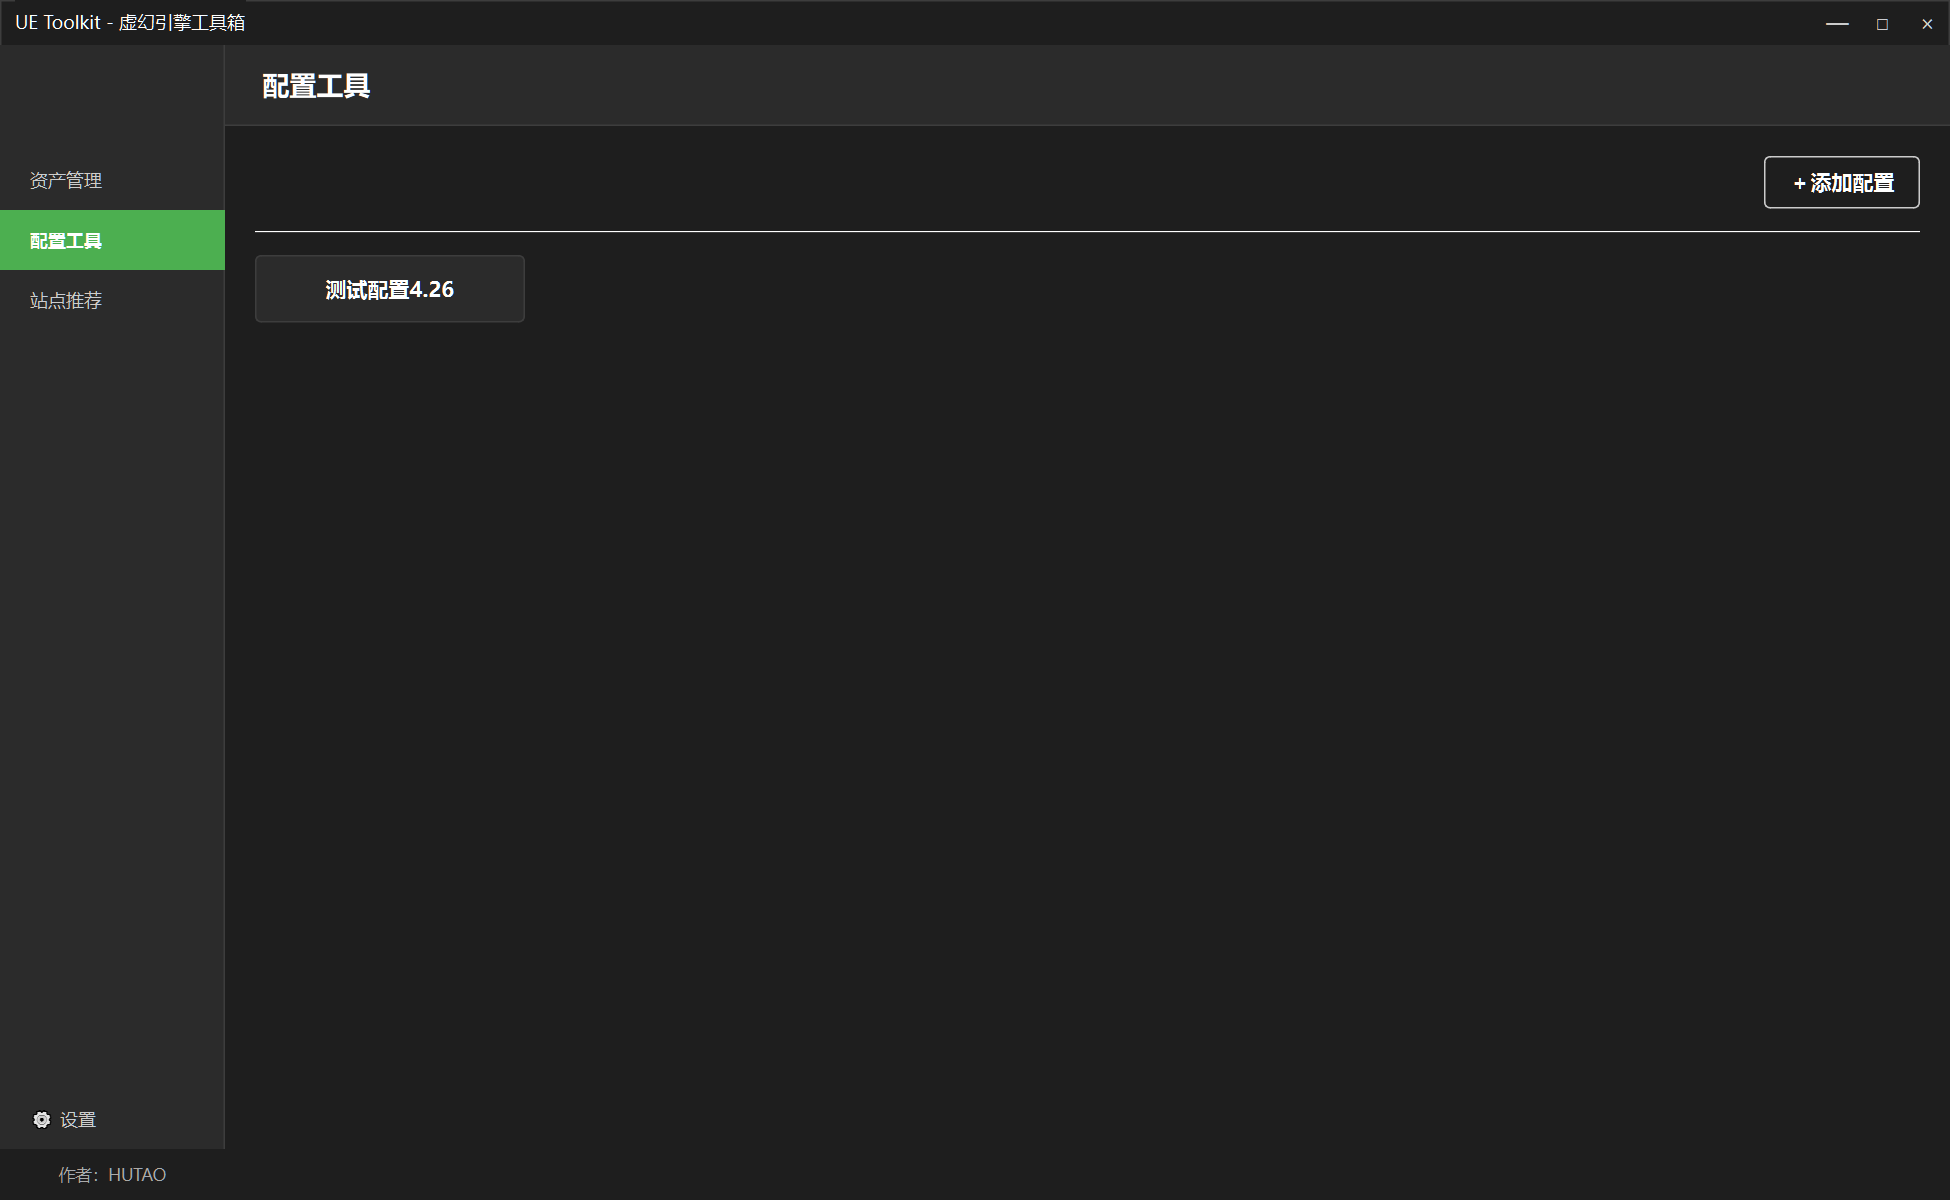 UE Toolkit - 虚幻引擎工具箱
配置工具
资产管理
配置工具
站点推荐
+ 添加配置
测试配置4.26
设置
作者：HUTAO